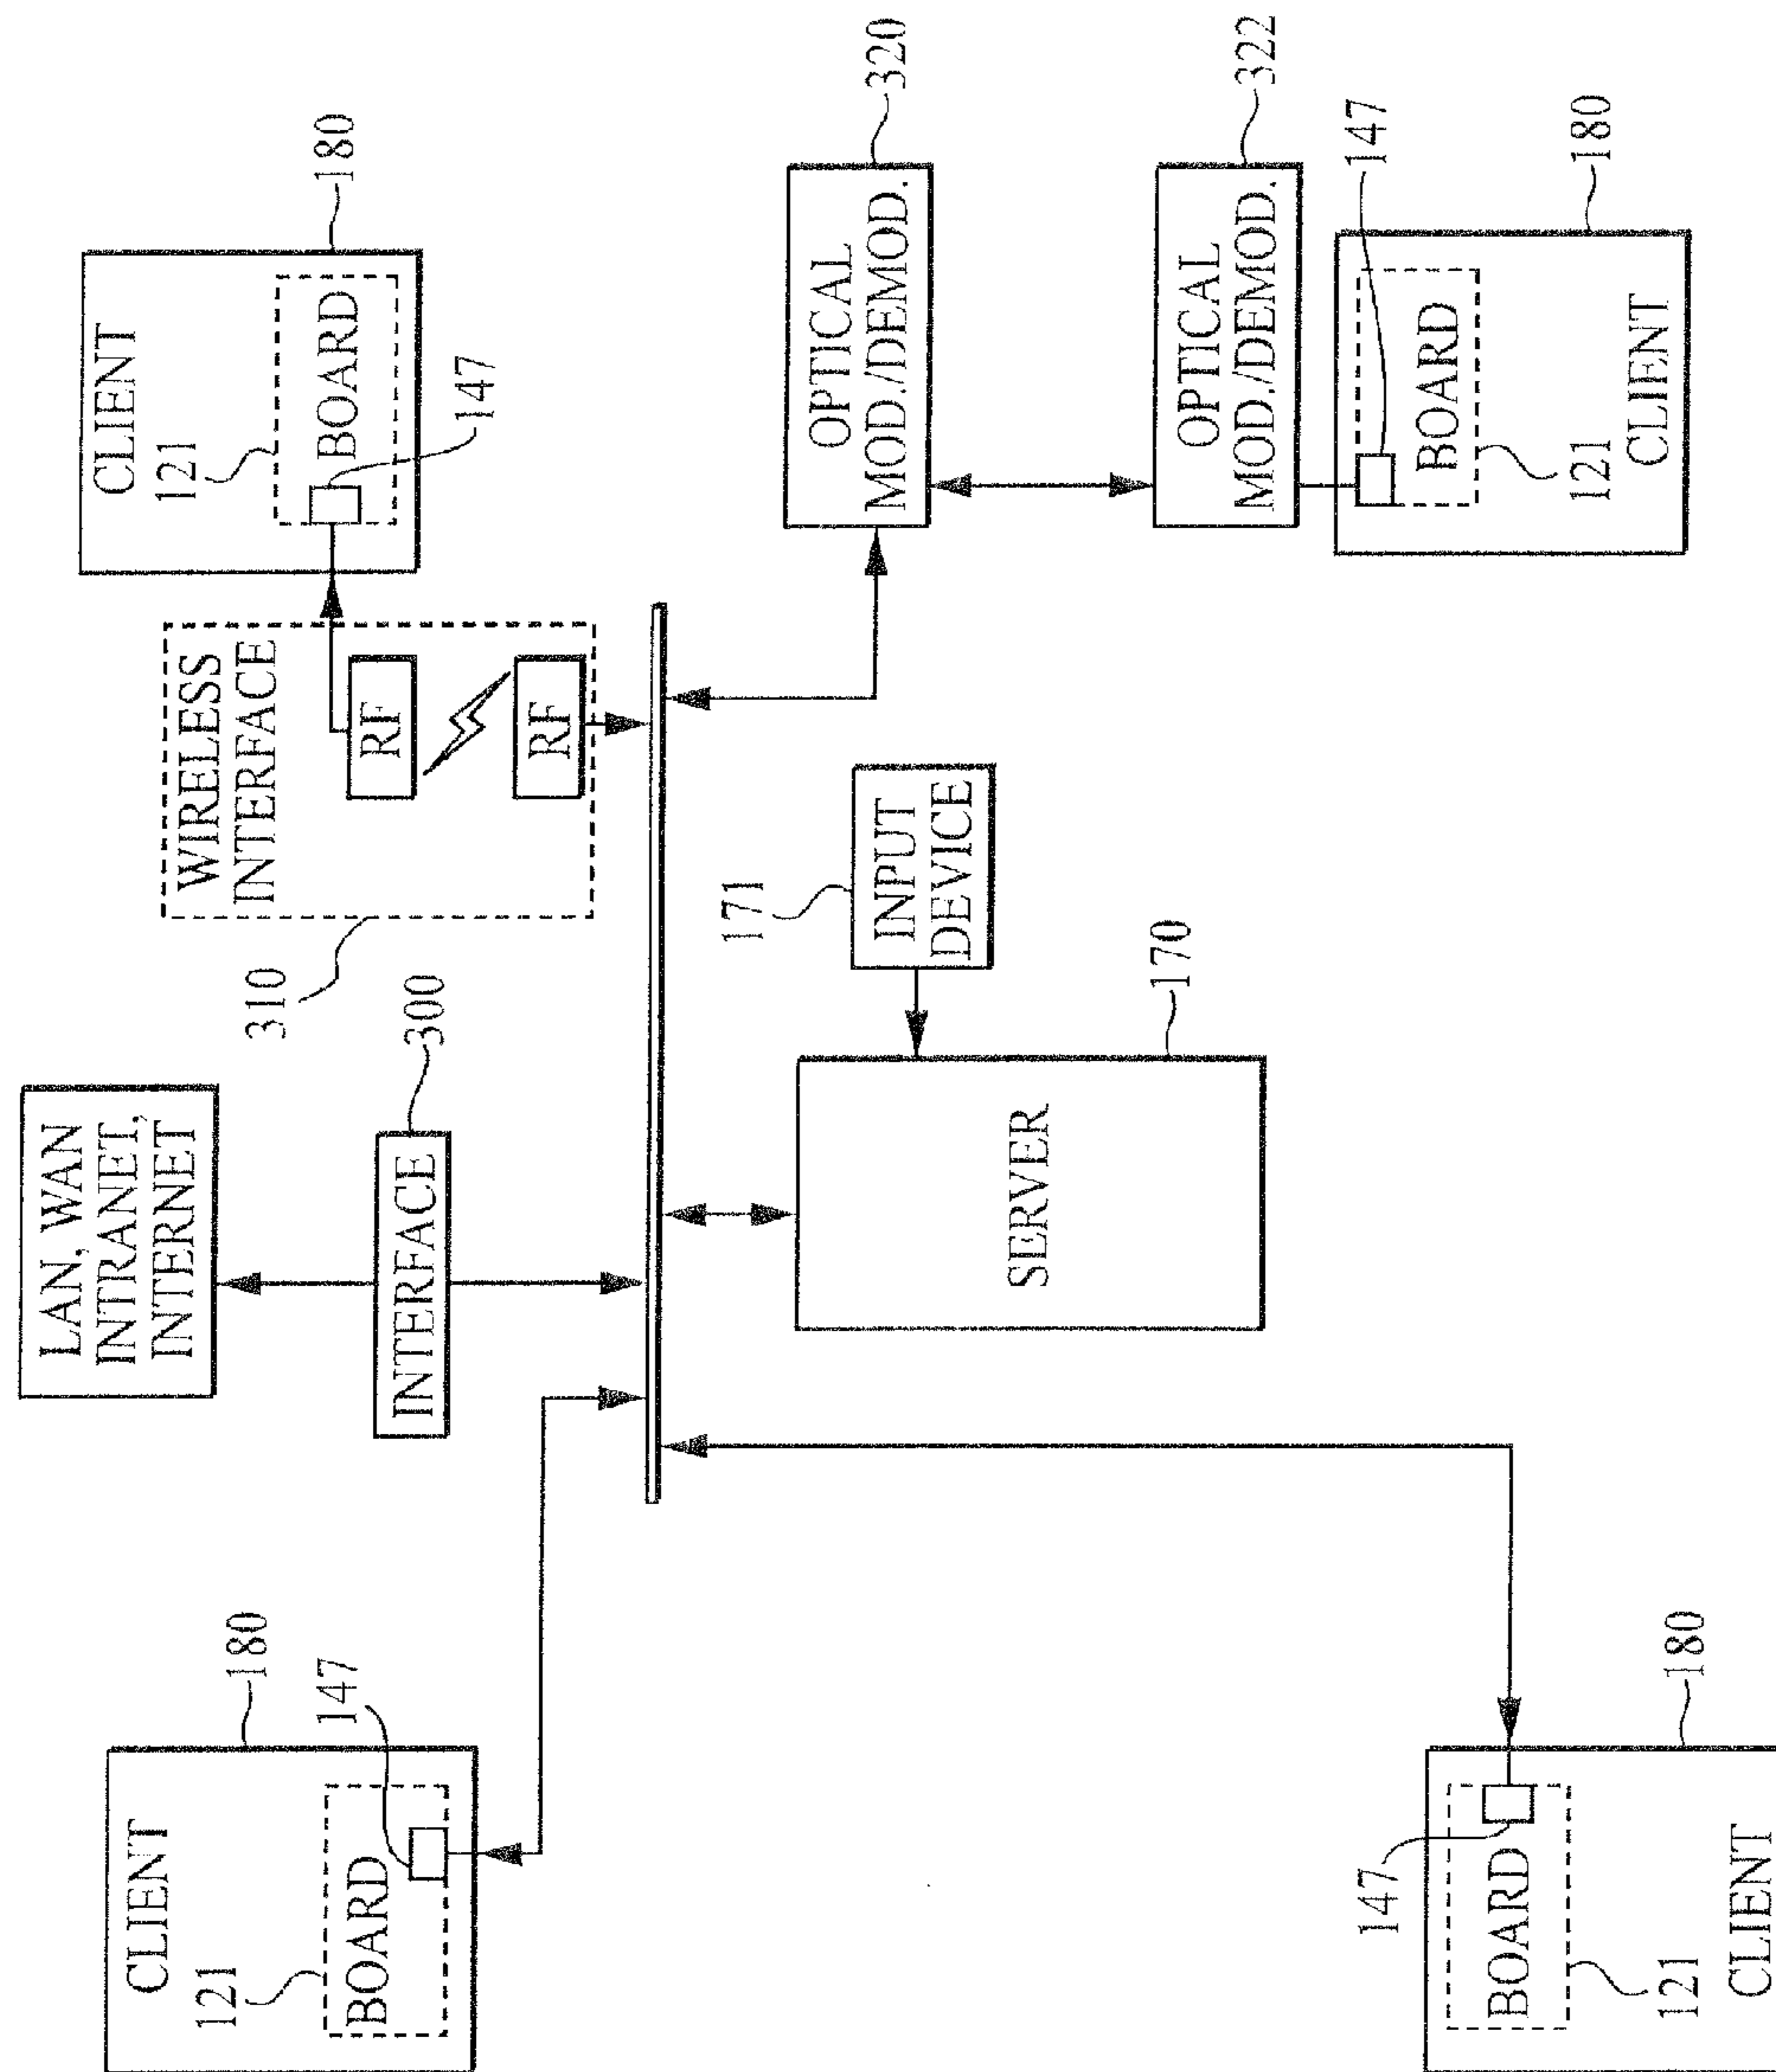 LAN, WAN
INTRANET,
INTERNET
CLIENT
121
BOARD
147
180
INTERFACE
300
310
WIRELESS
INTERFACE
RF
RF
CLIENT
121
BOARD
147
180
SERVER
170
171
INPUT
DEVICE
OPTICAL
MOD./DEMOD.
320
OPTICAL
MOD./DEMOD.
322
147
BOARD
121
CLIENT
180
147
BOARD
121
CLIENT
180